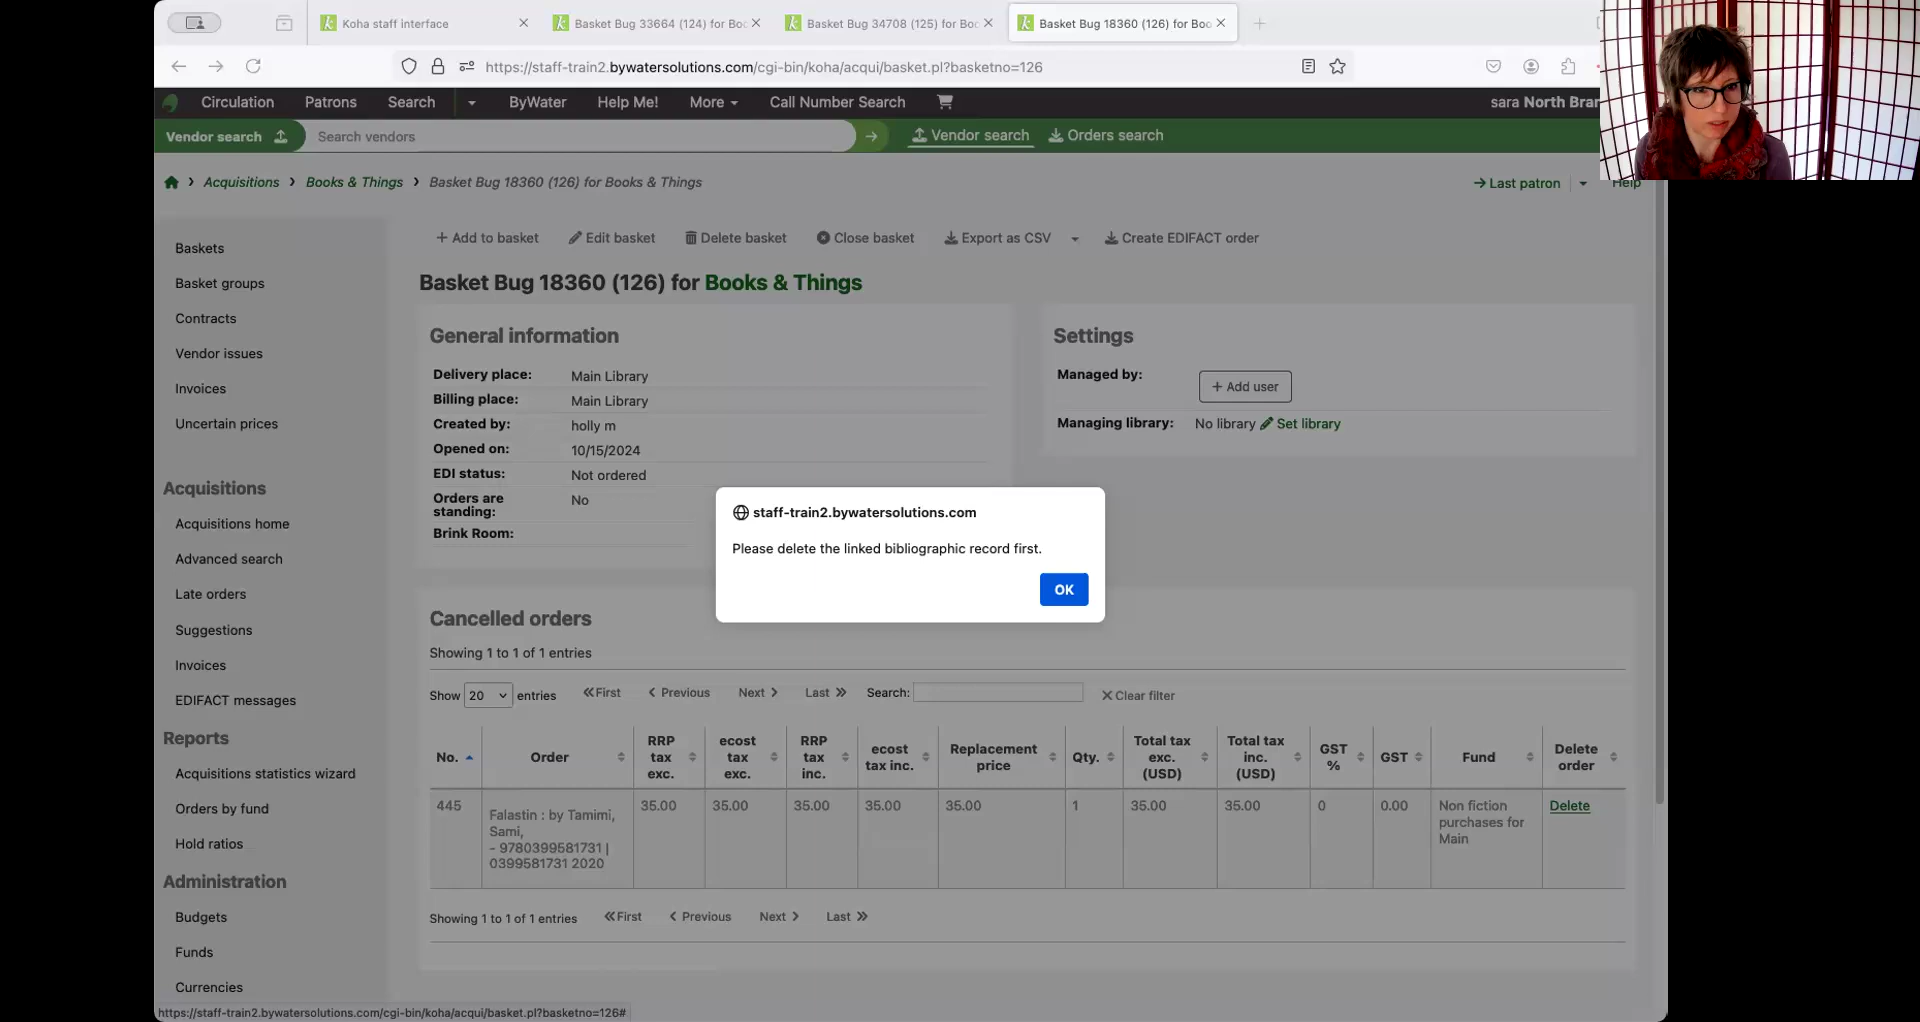 Koha staff interface
Basket Bug 33664 (124) for Boo
Basket Bug 34708 (125) for Boo
Basket Bug 18360 (126) for Boo
https://staff-train2.bywatersolutions.com/cgi-bin/koha/acqui/basket.pl?basketno=126
Circulation Patrons Search ByWater Help Me! More Call Number Search
sara North Bran
Vendor search Search vendors Vendor search Orders search
Acquisitions Books & Things Basket Bug 18360 (126) for Books & Things
Last patron Help
Baskets
Basket groups
Contracts
Vendor issues
Invoices
Uncertain prices
Acquisitions
Acquisitions home
Advanced search
Late orders
Suggestions
Invoices
EDIFACT messages
Reports
Acquisitions statistics wizard
Orders by fund
Hold ratios
Administration
Budgets
Funds
Currencies
+ Add to basket Edit basket Delete basket Close basket Export as CSV Create EDIFACT order
Basket Bug 18360 (126) for Books & Things
General information
Delivery place: Main Library
Billing place: Main Library
Created by: holly m
Opened on: 10/15/2024
EDI status: Not ordered
Orders are
standing: No
Brink Room:
Settings
Managed by: + Add user
Managing library: No library Set library
staff-train2.bywatersolutions.com
Please delete the linked bibliographic record first.
OK
Cancelled orders
Showing 1 to 1 of 1 entries
Show 20 entries First Previous Next Last Search: Clear filter
No. Order RRP tax exc. ecost tax exc. RRP tax inc. ecost tax inc. Replacement price Qty. Total tax exc. (USD) Total tax inc. (USD) GST % GST Fund Delete order
445
Falastin : by Tamimi,
Sami,
- 9780399581731 |
0399581731 2020
35.00 35.00 35.00 35.00 35.00 1 35.00 35.00 0 0.00
Non fiction
purchases for
Main
Delete
Showing 1 to 1 of 1 entries First Previous Next Last
https://staff-train2.bywatersolutions.com/cgi-bin/koha/acqui/basket.pl?basketno=126#